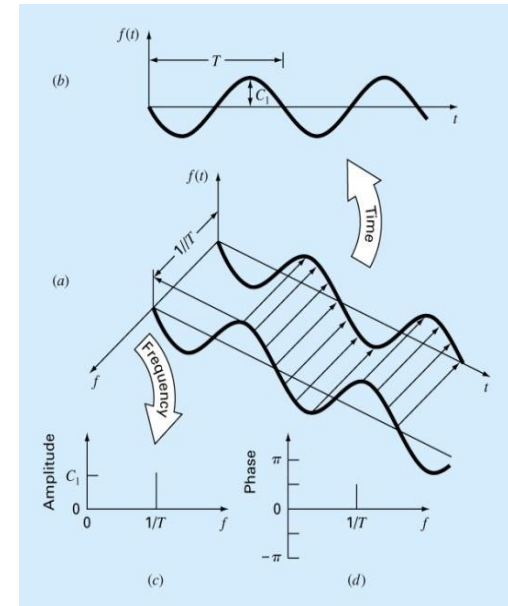 f(t)
T
(b)
C₁
t
f(t)
Time
1//T
(a)
f
Frequency
t
Amplitude
C₁
0
0
1/T
f
Phase
π
0
−π
1/T
f
(c)
(d)